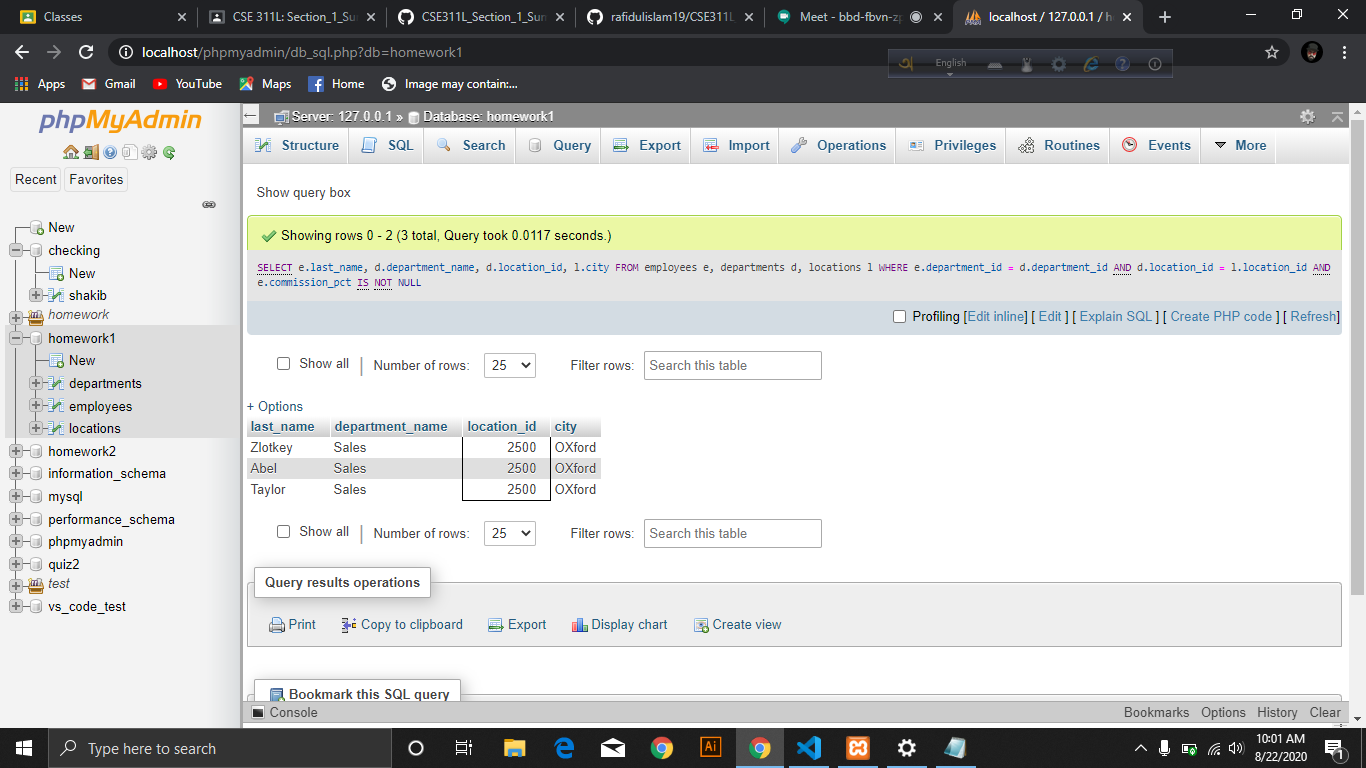 Classes
CSE 311L: Section_1_Sum
CSE311L_Section_1_Sum
rafidulislam19/CSE311L
Meet - bbd-fbvn-zp
localhost / 127.0.0.1 / h
localhost/phpmyadmin/db_sql.php?db=homework1
English
Apps
Gmail
YouTube
Maps
Home
Image may contain:...
phpMyAdmin
Recent
Favorites
New
checking
New
shakib
homework
homework1
New
departments
employees
locations
homework2
information_schema
mysql
performance_schema
phpmyadmin
quiz2
test
vs_code_test
Server: 127.0.0.1 » Database: homework1
Structure SQL Search Query Export Import Operations Privileges Routines Events More
Show query box
Showing rows 0 - 2 (3 total, Query took 0.0117 seconds.)
SELECT e.last_name, d.department_name, d.location_id, l.city FROM employees e, departments d, locations l WHERE e.department_id = d.department_id AND d.location_id = l.location_id AND
e.commission_pct IS NOT NULL
Profiling [Edit inline] [ Edit ] [ Explain SQL ] [ Create PHP code ] [ Refresh]
Show all | Number of rows: 25 Filter rows: Search this table
+ Options
last_name department_name location_id city
Zlotkey Sales 2500 OXford
Abel Sales 2500 OXford
Taylor Sales 2500 OXford
Show all | Number of rows: 25 Filter rows: Search this table
Query results operations
Print Copy to clipboard Export Display chart Create view
Bookmark this SQL query
Console Bookmarks Options History Clear
Type here to search
Ai
10:01 AM
8/22/2020
1